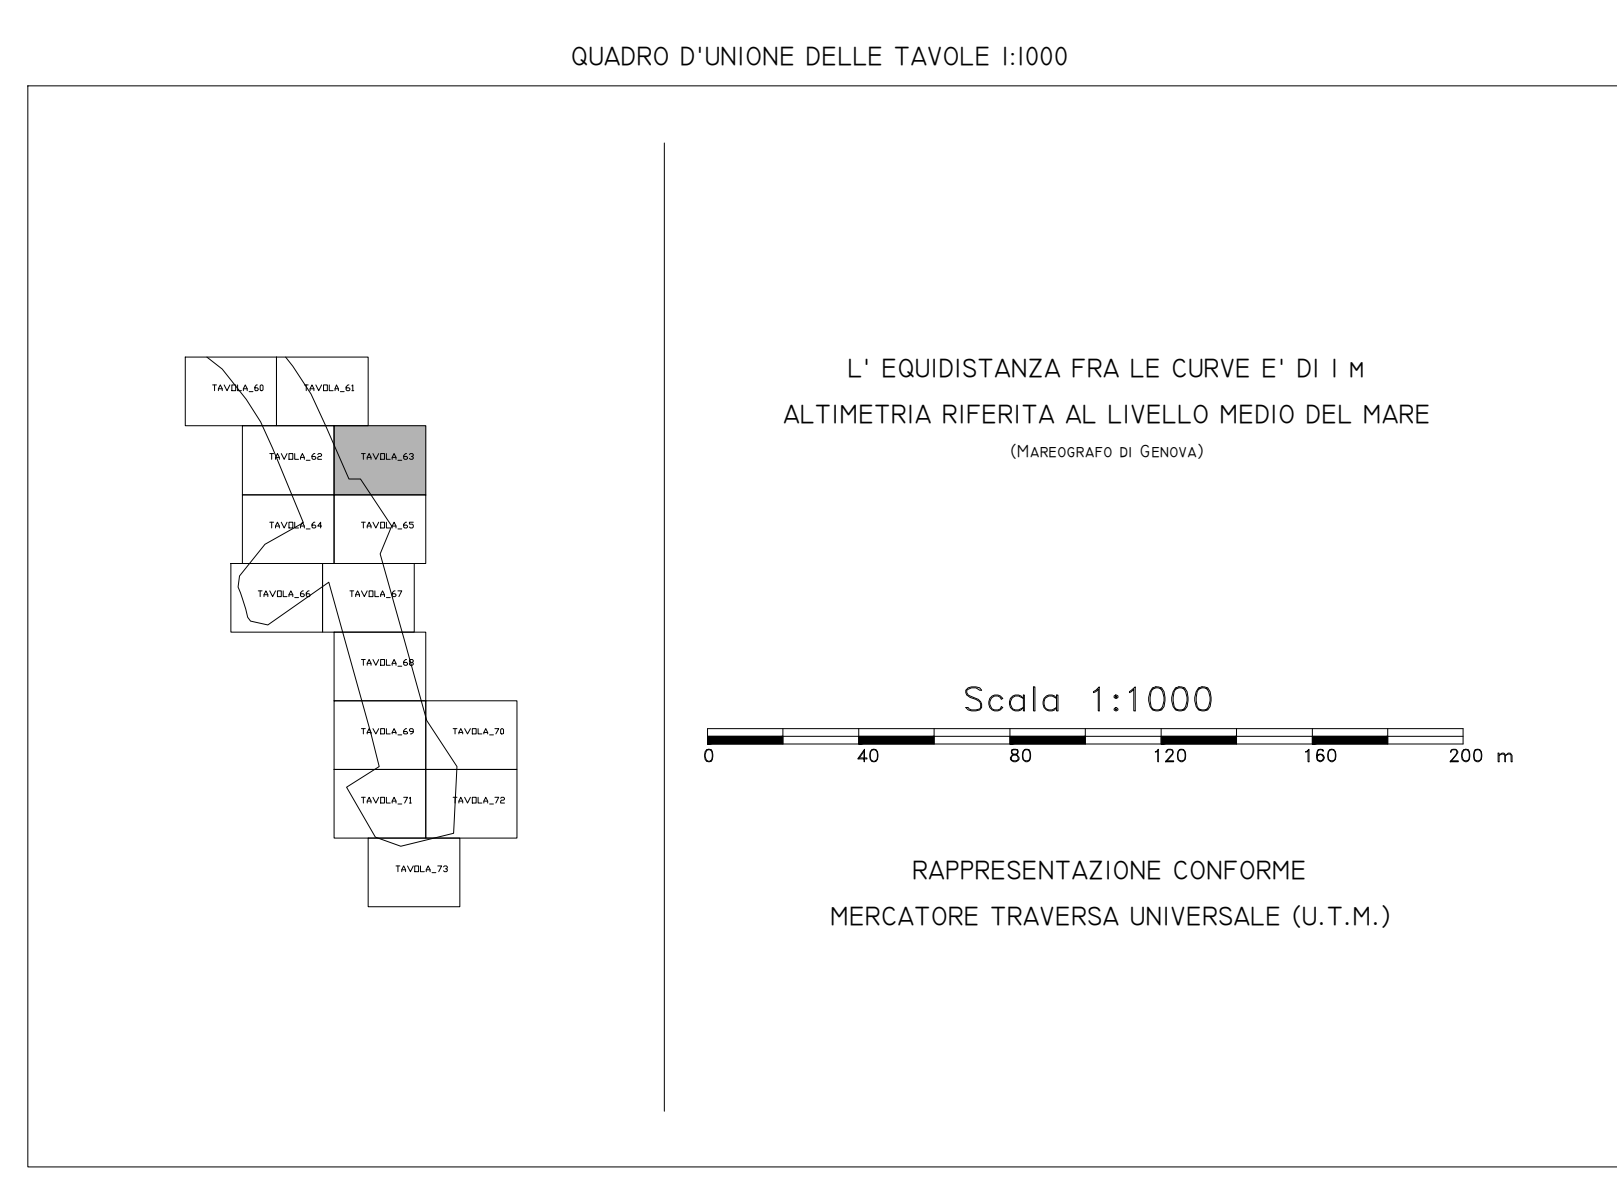 QUADRO D'UNIONE DELLE TAVOLE 1:1000
TAVOLA_60
TAVOLA_61
TAVOLA_62
TAVOLA_63
TAVOLA_64
TAVOLA_65
TAVOLA_66
TAVOLA_67
TAVOLA_68
TAVOLA_69
TAVOLA_70
TAVOLA_71
TAVOLA_72
TAVOLA_73
L' EQUIDISTANZA FRA LE CURVE E' DI 1 M
ALTIMETRIA RIFERITA AL LIVELLO MEDIO DEL MARE
(MAREOGRAFO DI GENOVA)
Scala 1:1000
0 40 80 120 160 200 m
RAPPRESENTAZIONE CONFORME
MERCATORE TRAVERSA UNIVERSALE (U.T.M.)